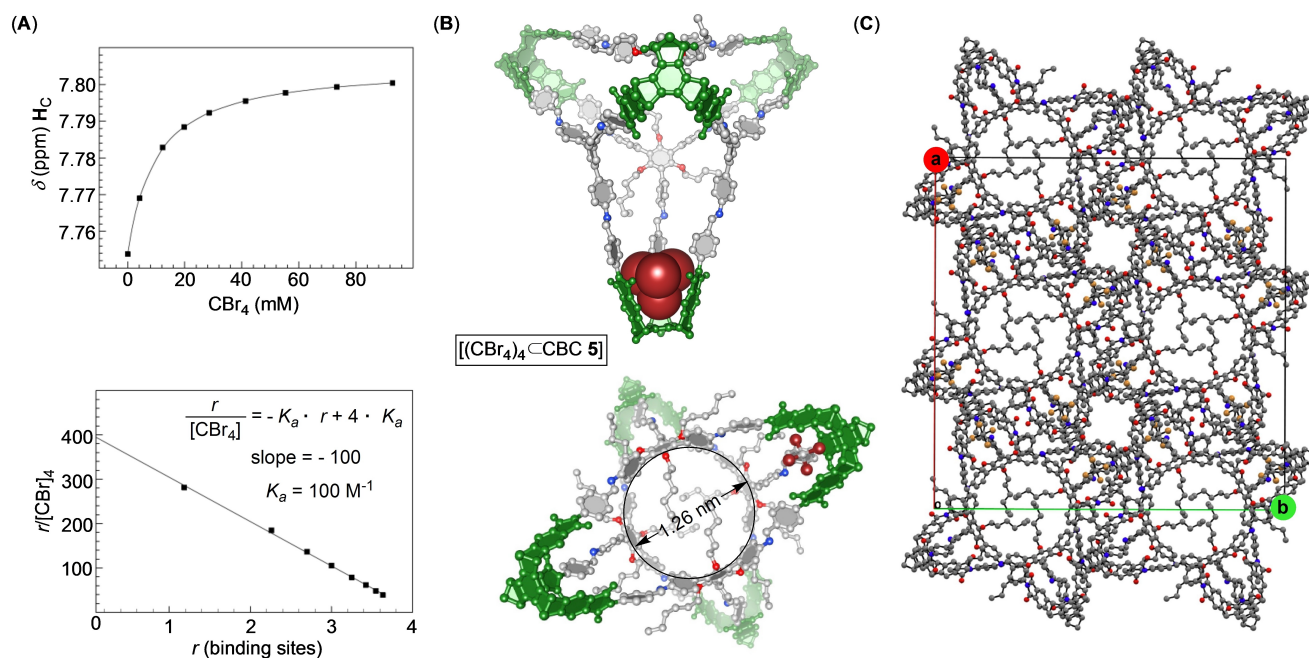 (A)
7.80
7.79
7.78
7.77
7.76
δ (ppm) H_C
0 20 40 60 80
CBr₄ (mM)
r/[CBr₄] = - Kₐ · r + 4 · Kₐ
slope = - 100
Kₐ = 100 M⁻¹
400
300
200
100
r/[CBr]₄
0 1 2 3 4
r (binding sites)
(B)
[(CBr₄)₄⊂CBC 5]
1.26 nm
(C)
a
o
b